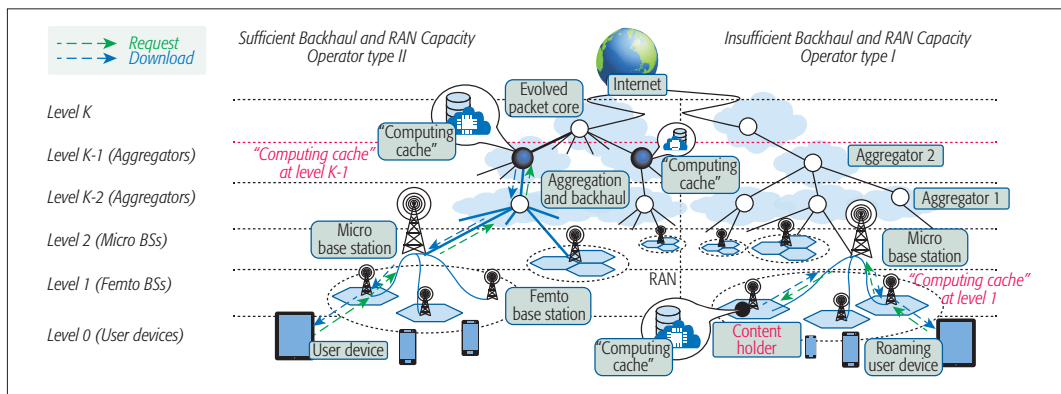 Request
Download
Sufficient Backhaul and RAN Capacity
Operator type II
Insufficient Backhaul and RAN Capacity
Operator type I
Internet
Evolved
packet core
Level K
"Computing
cache"
Level K-1 (Aggregators)
"Computing cache"
at level K-1
"Computing
cache"
Aggregator 2
Level K-2 (Aggregators)
Aggregation
and backhaul
Aggregator 1
Level 2 (Micro BSs)
Micro
base station
Micro
base station
Level 1 (Femto BSs)
RAN
"Computing cache"
at level 1
Femto
base station
Level 0 (User devices)
User device
"Computing
cache"
Content
holder
Roaming
user device